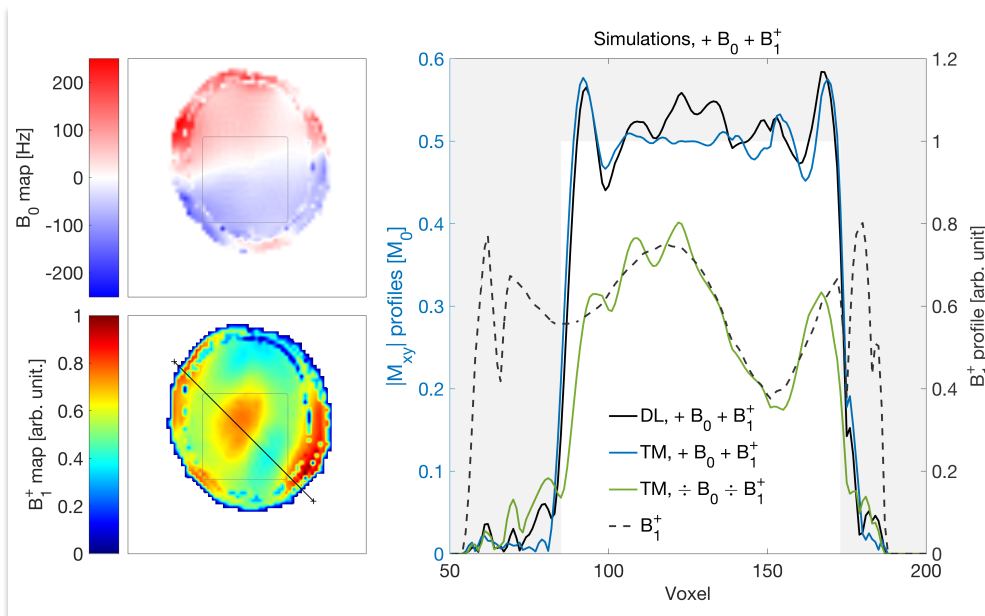 Simulations, + B₀ + B₁⁺
B₀ map [Hz]
200
100
0
-100
-200
B₁⁺ map [arb. unit.]
1
0.8
0.6
0.4
0.2
0
|Mxy| profiles [M₀]
0.6
0.5
0.4
0.3
0.2
0.1
0
1.2
1
0.8
0.6
0.4
0.2
0
B₁⁺ profile [arb. unit]
DL, + B₀ + B₁⁺
TM, + B₀ + B₁⁺
TM, ÷ B₀ ÷ B₁⁺
B₁⁺
50 100 150 200
Voxel